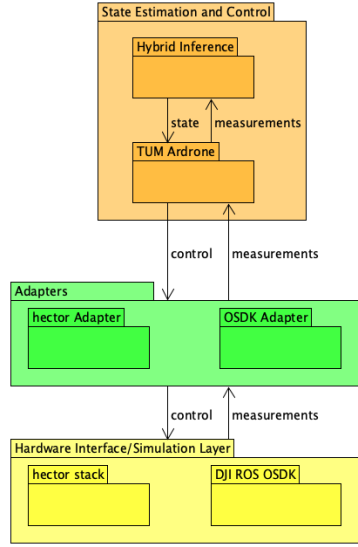 State Estimation and Control
Hybrid Inference
state
measurements
TUM Ardrone
control
measurements
Adapters
hector Adapter
OSDK Adapter
control
measurements
Hardware Interface/Simulation Layer
hector stack
DJI ROS OSDK